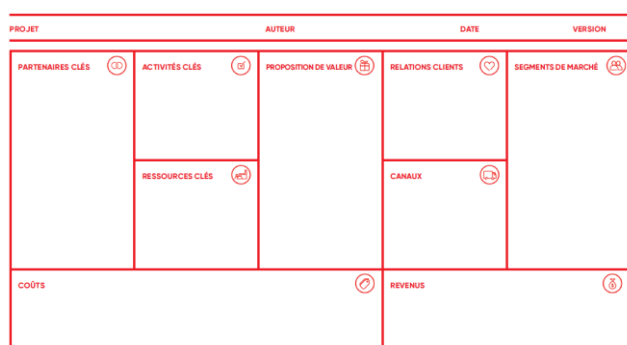 PROJET AUTEUR DATE VERSION
PARTENAIRES CLÉS
ACTIVITÉS CLÉS
RESSOURCES CLÉS
PROPOSITION DE VALEUR
RELATIONS CLIENTS
CANAUX
SEGMENTS DE MARCHÉ
COÛTS
REVENUS